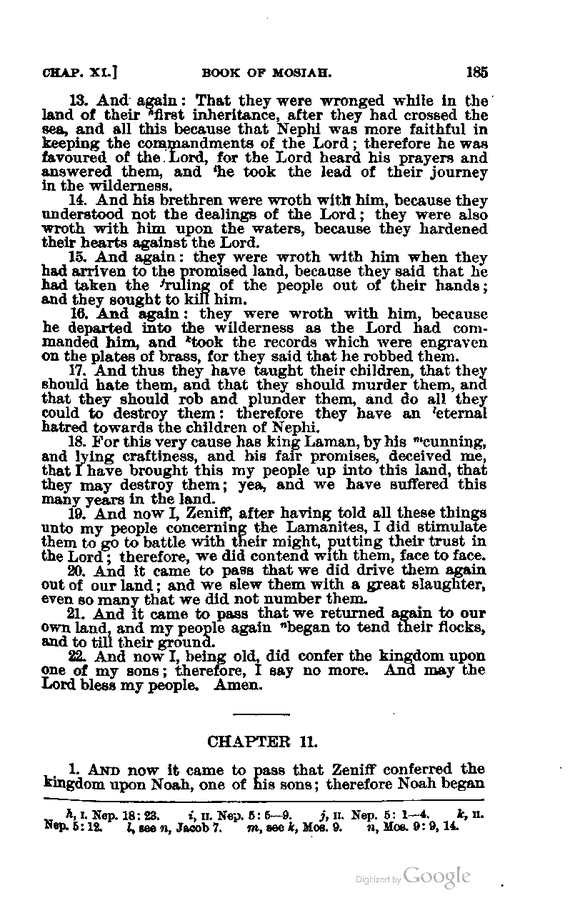 CHAP. XI.] BOOK OF MOSIAH. 185
13. And again: That they were wronged while in the
land of their ʰfirst inheritance, after they had crossed the
sea, and all this because that Nephi was more faithful in
keeping the commandments of the Lord; therefore he was
favoured of the Lord, for the Lord heard his prayers and
answered them, and ⁱhe took the lead of their journey
in the wilderness.
14. And his brethren were wroth with him, because they
understood not the dealings of the Lord; they were also
wroth with him upon the waters, because they hardened
their hearts against the Lord.
15. And again: they were wroth with him when they
had arriven to the promised land, because they said that he
had taken the ʲruling of the people out of their hands;
and they sought to kill him.
16. And again: they were wroth with him, because
he departed into the wilderness as the Lord had com-
manded him, and ᵏtook the records which were engraven
on the plates of brass, for they said that he robbed them.
17. And thus they have taught their children, that they
should hate them, and that they should murder them, and
that they should rob and plunder them, and do all they
could to destroy them: therefore they have an ˡeternal
hatred towards the children of Nephi.
18. For this very cause has king Laman, by his ᵐcunning,
and lying craftiness, and his fair promises, deceived me,
that I have brought this my people up into this land, that
they may destroy them; yea, and we have suffered this
many years in the land.
19. And now I, Zeniff, after having told all these things
unto my people concerning the Lamanites, I did stimulate
them to go to battle with their might, putting their trust in
the Lord; therefore, we did contend with them, face to face.
20. And it came to pass that we did drive them again
out of our land; and we slew them with a great slaughter,
even so many that we did not number them.
21. And it came to pass that we returned again to our
own land, and my people again ⁿbegan to tend their flocks,
and to till their ground.
22. And now I, being old, did confer the kingdom upon
one of my sons; therefore, I say no more. And may the
Lord bless my people. Amen.
CHAPTER 11.
1. AND now it came to pass that Zeniff conferred the
kingdom upon Noah, one of his sons; therefore Noah began
h, I. Nep. 18: 23. i, II. Nep. 5: 5—9. j, II. Nep. 5: 1—4. k, II.
Nep. 5: 12. l, see n, Jacob 7. m, see k, Mos. 9. n, Mos. 9: 9, 14.
Digitized by Google